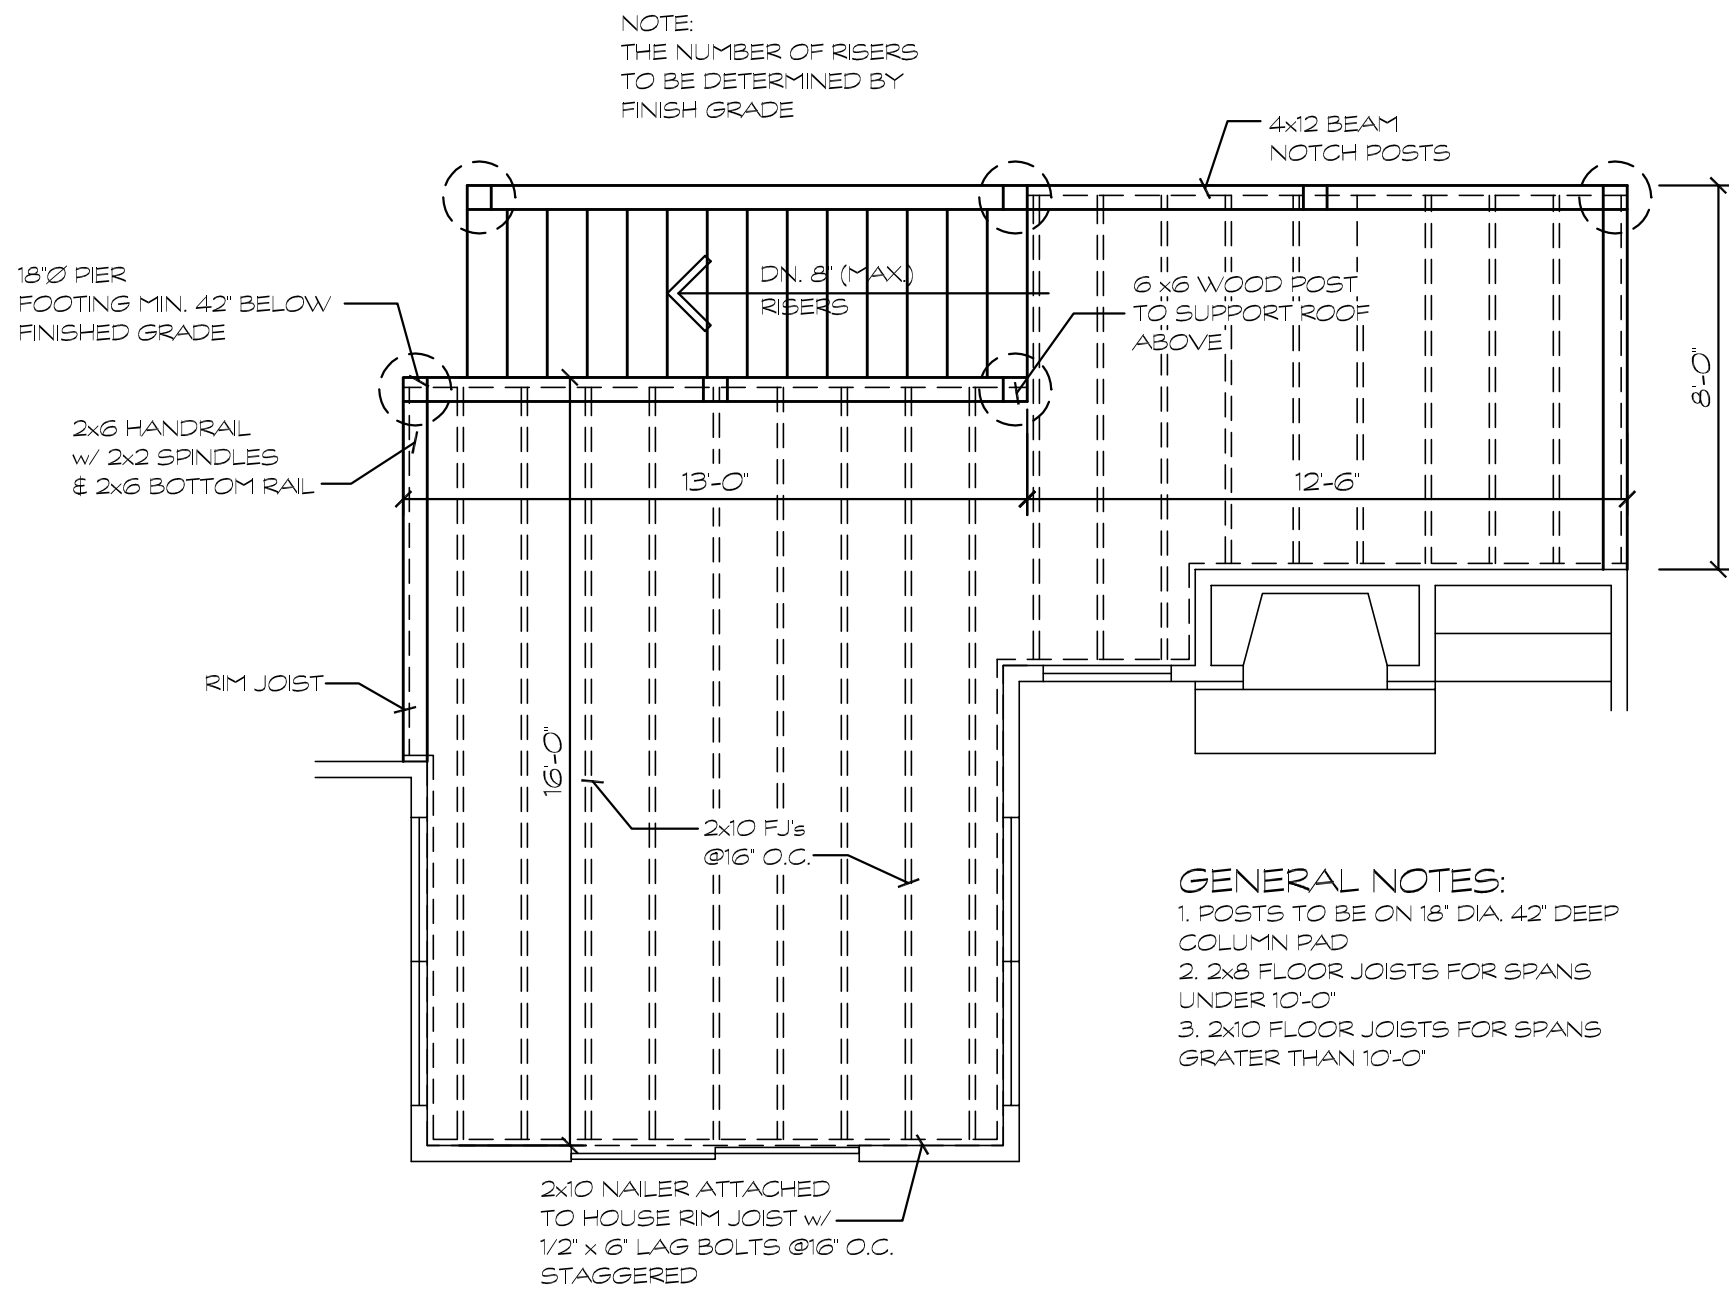 NOTE:
THE NUMBER OF RISERS
TO BE DETERMINED BY
FINISH GRADE
4x12 BEAM
NOTCH POSTS
18"Ø PIER
FOOTING MIN. 42" BELOW
FINISHED GRADE
DN. 8" (MAX.)
RISERS
6 x6 WOOD POST
TO SUPPORT ROOF
ABOVE
8'-0"
2x6 HANDRAIL
w/ 2x2 SPINDLES
& 2x6 BOTTOM RAIL
13'-0"
12'-6"
RIM JOIST
16'-0"
2x10 FJ's
@16" O.C.
GENERAL NOTES:
1. POSTS TO BE ON 18" DIA. 42" DEEP
COLUMN PAD
2. 2x8 FLOOR JOISTS FOR SPANS
UNDER 10'-0"
3. 2x10 FLOOR JOISTS FOR SPANS
GRATER THAN 10'-0"
2x10 NAILER ATTACHED
TO HOUSE RIM JOIST w/
1/2" x 6" LAG BOLTS @16" O.C.
STAGGERED